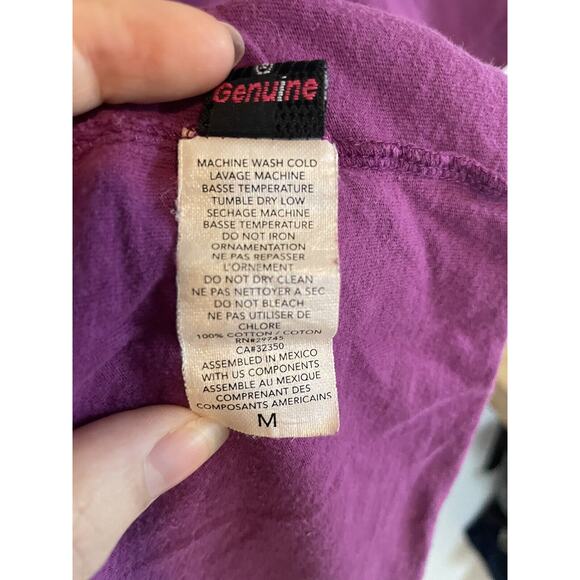 ®
Genuine
MACHINE WASH COLD
LAVAGE MACHINE
BASSE TEMPERATURE
TUMBLE DRY LOW
SECHAGE MACHINE
BASSE TEMPERATURE
DO NOT IRON
ORNAMENTATION
NE PAS REPASSER
L'ORNEMENT
DO NOT DRY CLEAN
NE PAS NETTOYER A SEC
DO NOT BLEACH
NE PAS UTILISER DE
CHLORE
100% COTTON / COTON
RN#29745
CA#32350
ASSEMBLED IN MEXICO
WITH US COMPONENTS
ASSEMBLE AU MEXIQUE
COMPRENANT DES
COMPOSANTS AMERICAINS
M